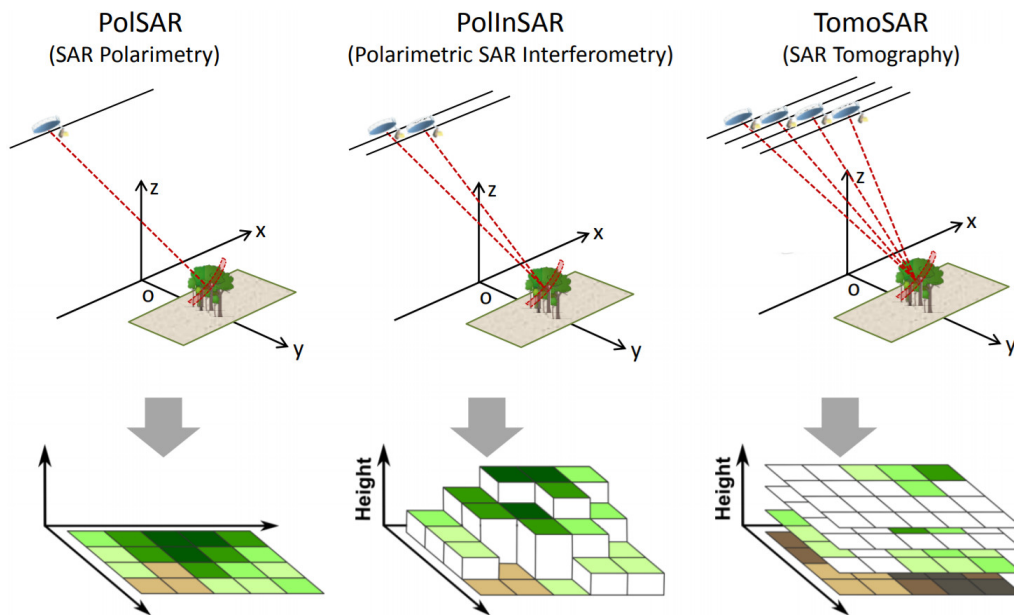 PolSAR
(SAR Polarimetry)
PolInSAR
(Polarimetric SAR Interferometry)
TomoSAR
(SAR Tomography)
z
x
o
y
z
x
o
y
z
x
o
y
Height
Height